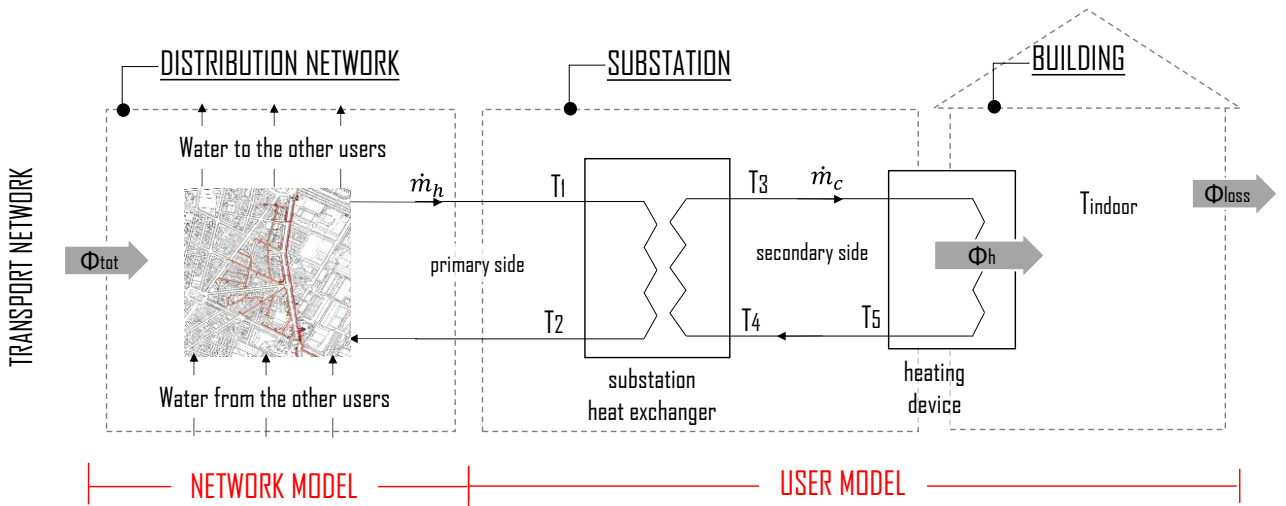 DISTRIBUTION NETWORK
SUBSTATION
BUILDING
TRANSPORT NETWORK
Water to the other users
ṁh
T1
T3
ṁc
Tindoor
Φloss
Φtot
primary side
secondary side
Φh
T2
T4
T5
Water from the other users
substation
heat exchanger
heating
device
NETWORK MODEL
USER MODEL